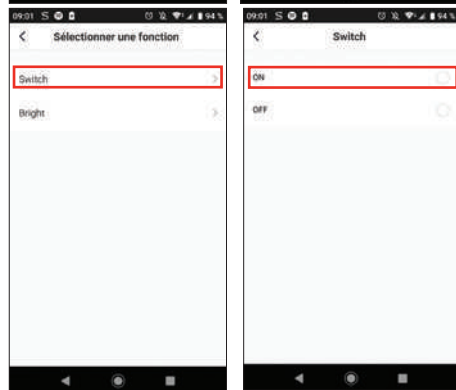 09:01 S 94 %
Sélectionner une fonction
Switch
Bright
09:01 S 94 %
Switch
ON
OFF